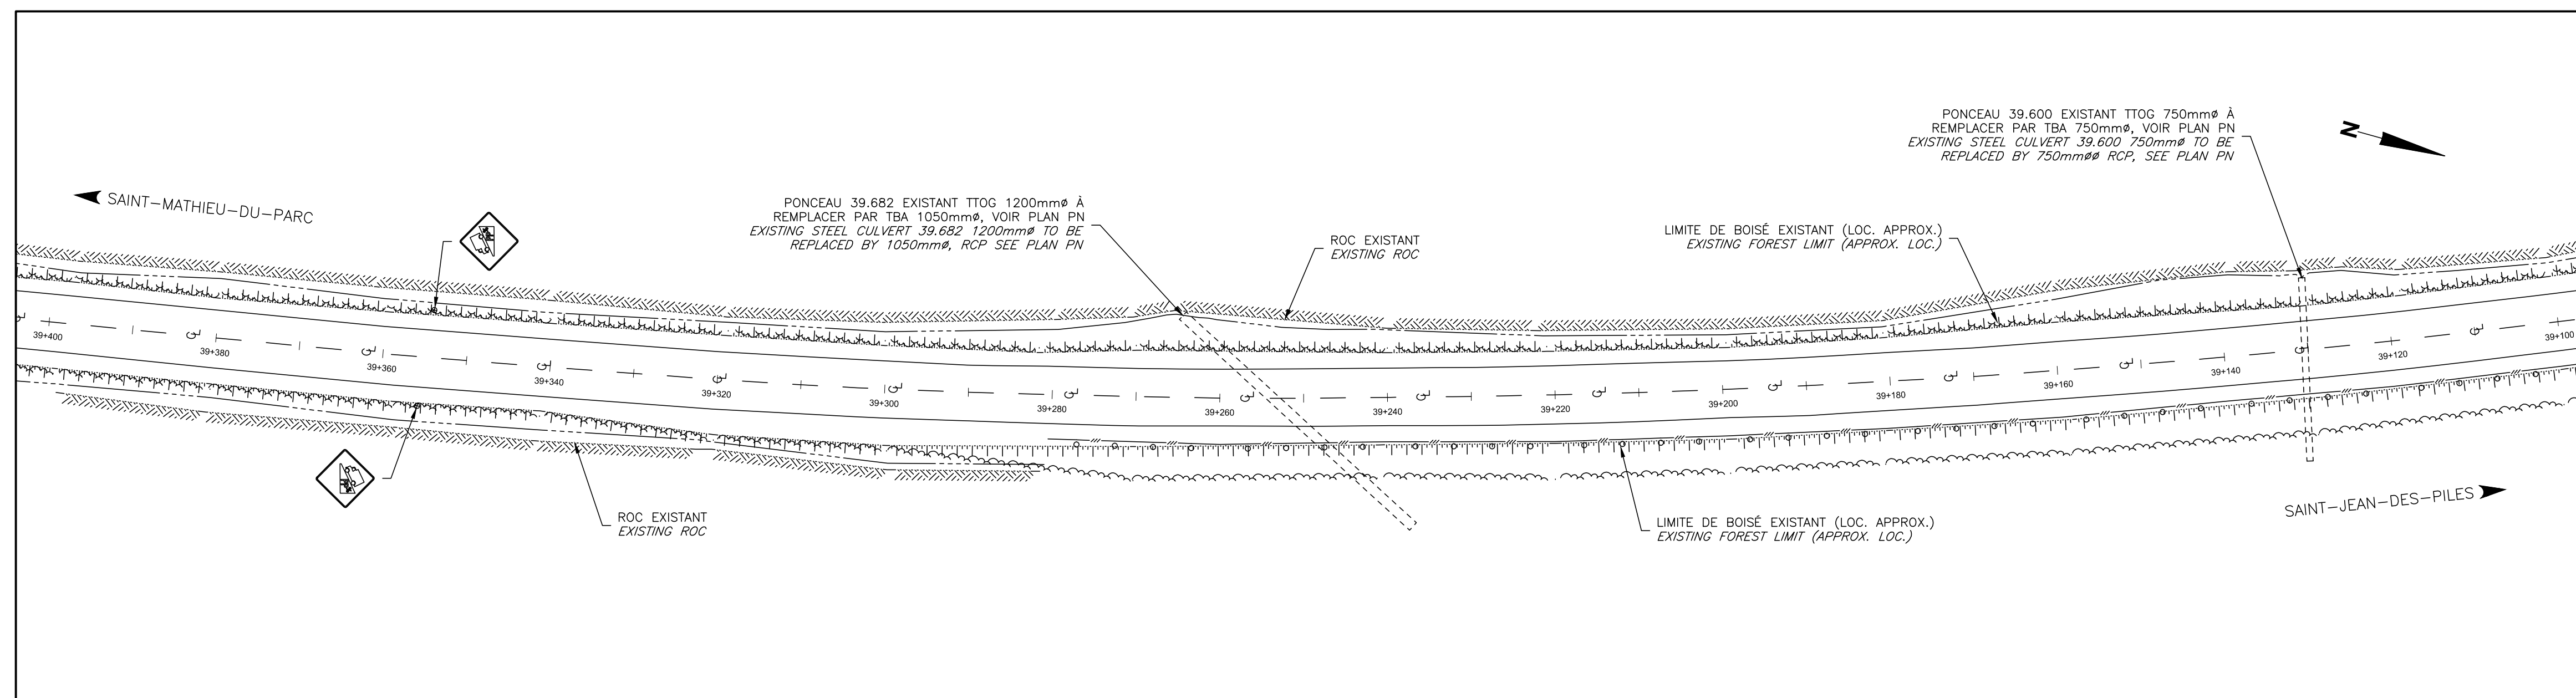 PONCEAU 39.600 EXISTANT TTOG 750mmø À
REMPLACER PAR TBA 750mmø, VOIR PLAN PN
EXISTING STEEL CULVERT 39.600 750mmø TO BE
REPLACED BY 750mmøø RCP, SEE PLAN PN
N
SAINT-MATHIEU-DU-PARC
PONCEAU 39.682 EXISTANT TTOG 1200mmø À
REMPLACER PAR TBA 1050mmø, VOIR PLAN PN
EXISTING STEEL CULVERT 39.682 1200mmø TO BE
REPLACED BY 1050mmø, RCP SEE PLAN PN
ROC EXISTANT
EXISTING ROC
LIMITE DE BOISÉ EXISTANT (LOC. APPROX.)
EXISTING FOREST LIMIT (APPROX. LOC.)
39+400
39+380
39+360
39+340
39+320
39+300
39+280
39+260
39+240
39+220
39+200
39+180
39+160
39+140
39+120
39+100
ROC EXISTANT
EXISTING ROC
LIMITE DE BOISÉ EXISTANT (LOC. APPROX.)
EXISTING FOREST LIMIT (APPROX. LOC.)
SAINT-JEAN-DES-PILES